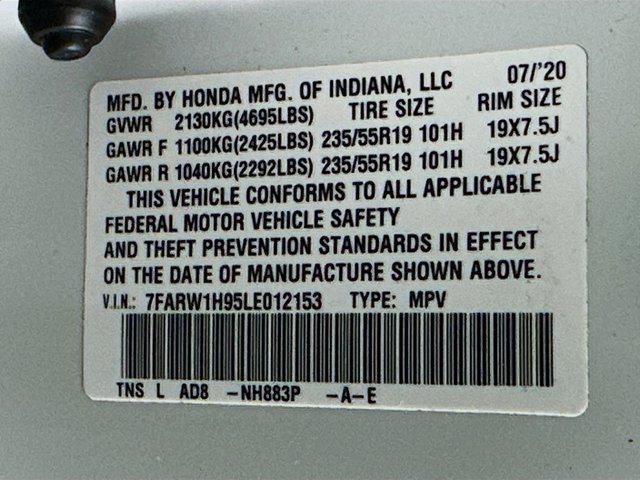 MFD. BY HONDA MFG. OF INDIANA, LLC 07/'20
GVWR 2130KG(4695LBS) TIRE SIZE RIM SIZE
GAWR F 1100KG(2425LBS) 235/55R19 101H 19X7.5J
GAWR R 1040KG(2292LBS) 235/55R19 101H 19X7.5J
THIS VEHICLE CONFORMS TO ALL APPLICABLE
FEDERAL MOTOR VEHICLE SAFETY
AND THEFT PREVENTION STANDARDS IN EFFECT
ON THE DATE OF MANUFACTURE SHOWN ABOVE.
V.I.N.: 7FARW1H95LE012153 TYPE: MPV
TNS L AD8 -NH883P -A-E